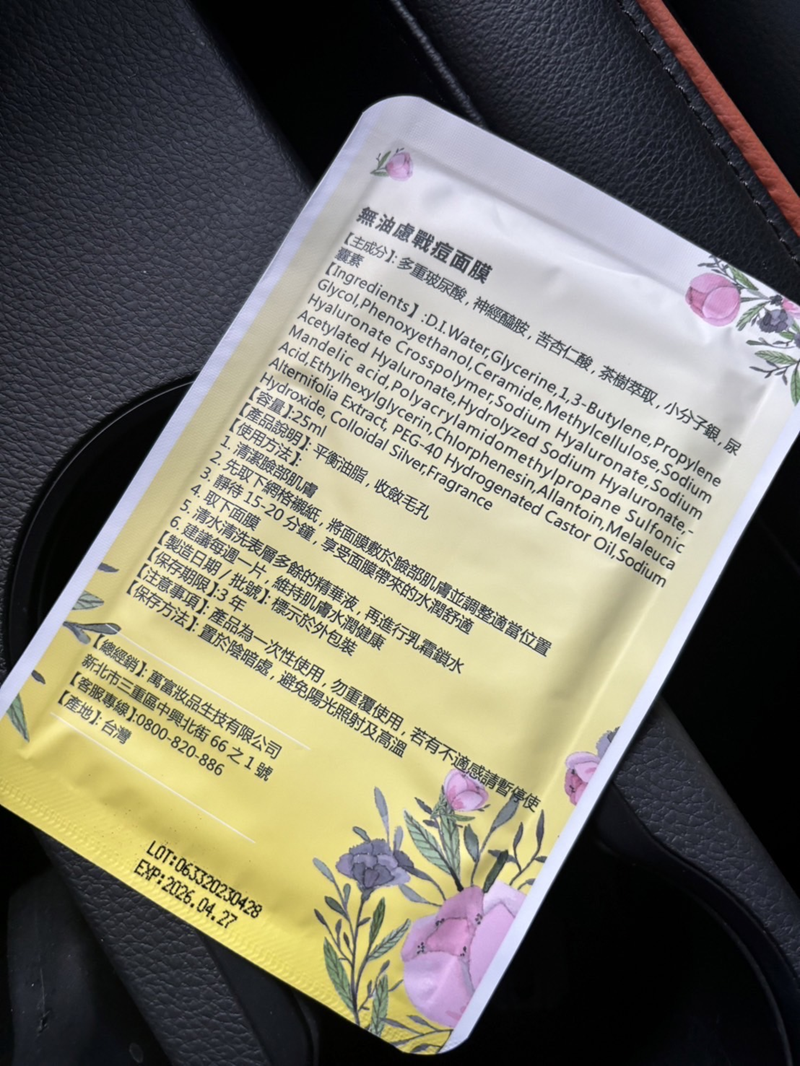 無油慮戰痘面膜
【主成分】: 多重玻尿酸，神經醯胺，苦杏仁酸，茶樹萃取，小分子銀，尿
囊素
【Ingredients】:D.I.Water,Glycerine,1,3-Butylene,Propylene
Glycol,Phenoxyethanol,Ceramide,Methylcellulose,Sodium
Hyaluronate Crosspolymer,Sodium Hyaluronate,Sodium
Acetylated Hyaluronate,Hydrolyzed Sodium Hyaluronate,-
Mandelic acid,Polyacrylamidomethylpropane Sulfonic
Acid,Ethylhexylglycerin,Chlorphenesin,Allantoin,Melaleuca
Alternifolia Extract, PEG-40 Hydrogenated Castor Oil,Sodium
Hydroxide, Colloidal Silver,Fragrance
【容量】:25ml
【產品說明】: 平衡油脂，收斂毛孔
【使用方法】:
1. 清潔臉部肌膚
2. 先取下網格襯紙，將面膜敷於臉部肌膚並調整適當位置
3. 靜待 15-20 分鐘，享受面膜帶來的水潤舒適
4. 取下面膜
5. 清水清洗表層多餘的精華液，再進行乳霜鎖水
6. 建議每週一片，維持肌膚水潤健康
【製造日期 / 批號】: 標示於外包裝
【保存期限】:3 年
【注意事項】: 產品為一次性使用，勿重覆使用，若有不適感請暫停使
【保存方法】: 置於陰暗處，避免陽光照射及高溫
【總經銷】: 萬富妝品生技有限公司
新北市三重區中興北街 66 之 1 號
【客服專線】:0800-820-886
【產地】: 台灣
LOT:063320230428
EXP:2026.04.27